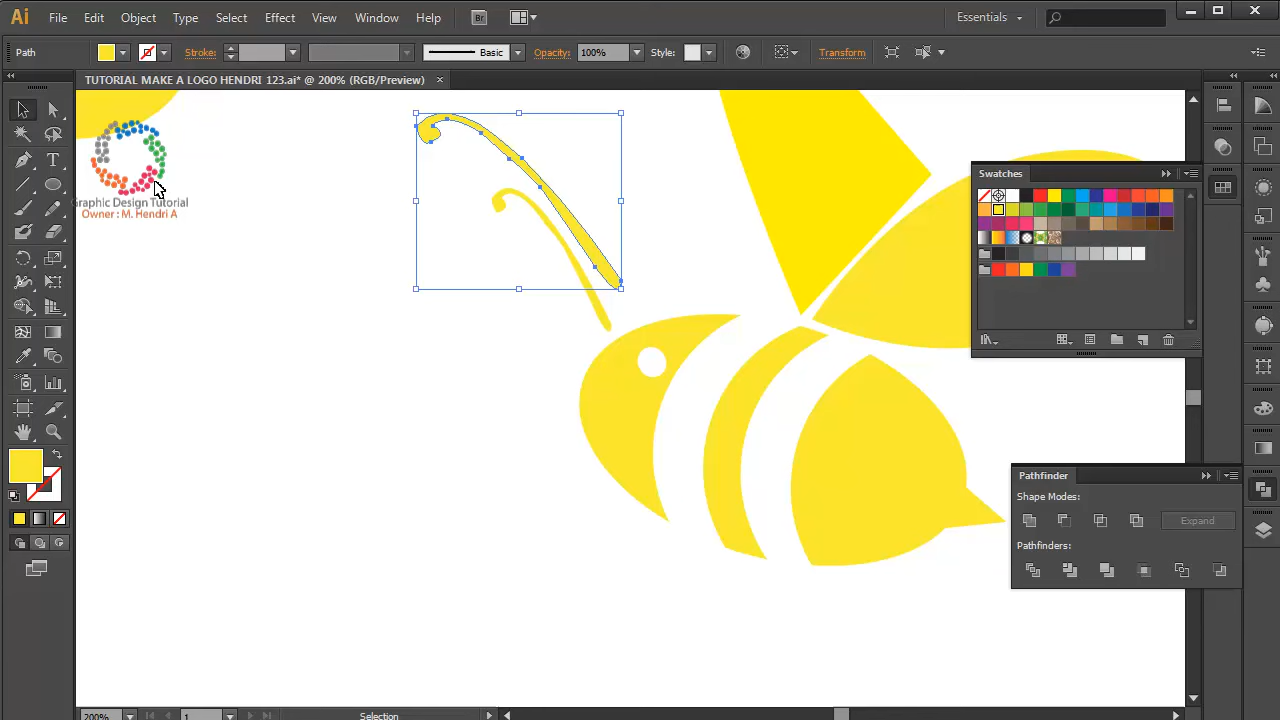 Ai File Edit Object Type Select Effect View Window Help Br Essentials
Path Stroke: Basic Opacity: 100% Style: Transform
TUTORIAL MAKE A LOGO HENDRI 123.ai* @ 200% (RGB/Preview) ×
Graphic Design Tutorial
Owner : M. Hendri A
Swatches
Pathfinder
Shape Modes:
Expand
Pathfinders:
200% 1 Selection